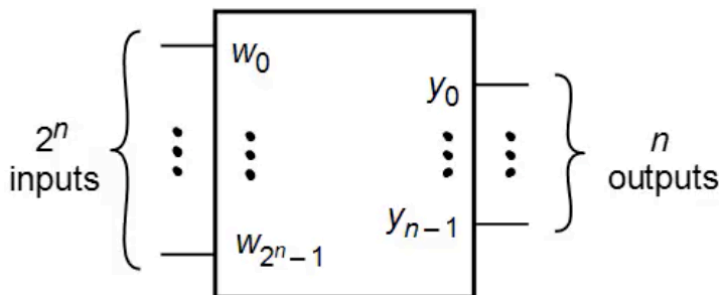 w₀
y₀
2ⁿ
inputs
n
outputs
yₙ₋₁
w₂ⁿ₋₁